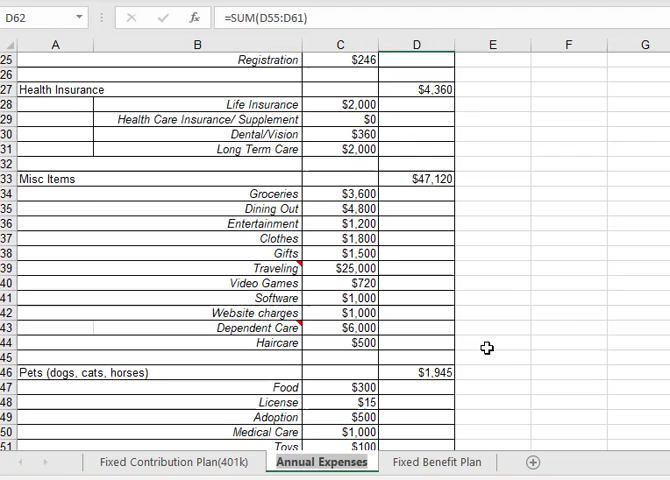 D62 fx =SUM(D55:D61)
A B C D E F G
25 Registration $246
26
27 Health Insurance $4,360
28 Life Insurance $2,000
29 Health Care Insurance/ Supplement $0
30 Dental/Vision $360
31 Long Term Care $2,000
32
33 Misc Items $47,120
34 Groceries $3,600
35 Dining Out $4,800
36 Entertainment $1,200
37 Clothes $1,800
38 Gifts $1,500
39 Traveling $25,000
40 Video Games $720
41 Software $1,000
42 Website charges $1,000
43 Dependent Care $6,000
44 Haircare $500
45
46 Pets (dogs, cats, horses) $1,945
47 Food $300
48 License $15
49 Adoption $500
50 Medical Care $1,000
51 Toys $100
Fixed Contribution Plan(401k) Annual Expenses Fixed Benefit Plan